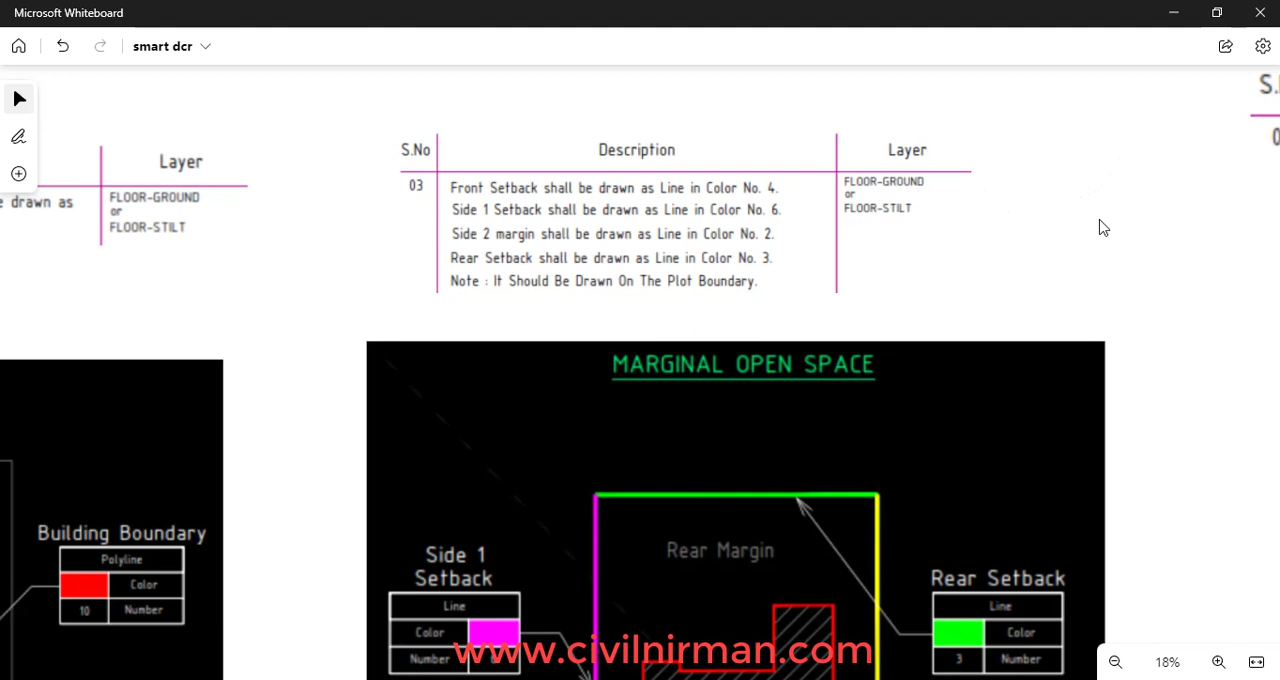 Microsoft Whiteboard
smart dcr
S.No Description Layer
03
Front Setback shall be drawn as Line in Color No. 4.
Side 1 Setback shall be drawn as Line in Color No. 6.
Side 2 margin shall be drawn as Line in Color No. 2.
Rear Setback shall be drawn as Line in Color No. 3.
Note : It Should Be Drawn On The Plot Boundary.
FLOOR-GROUND
or
FLOOR-STILT
Layer
drawn as
FLOOR-GROUND
or
FLOOR-STILT
MARGINAL OPEN SPACE
Building Boundary
Polyline
Color
10 Number
Side 1
Setback
Line
Color
Number
Rear Margin
Rear Setback
Line
Color
3 Number
www.civilnirman.com
18%